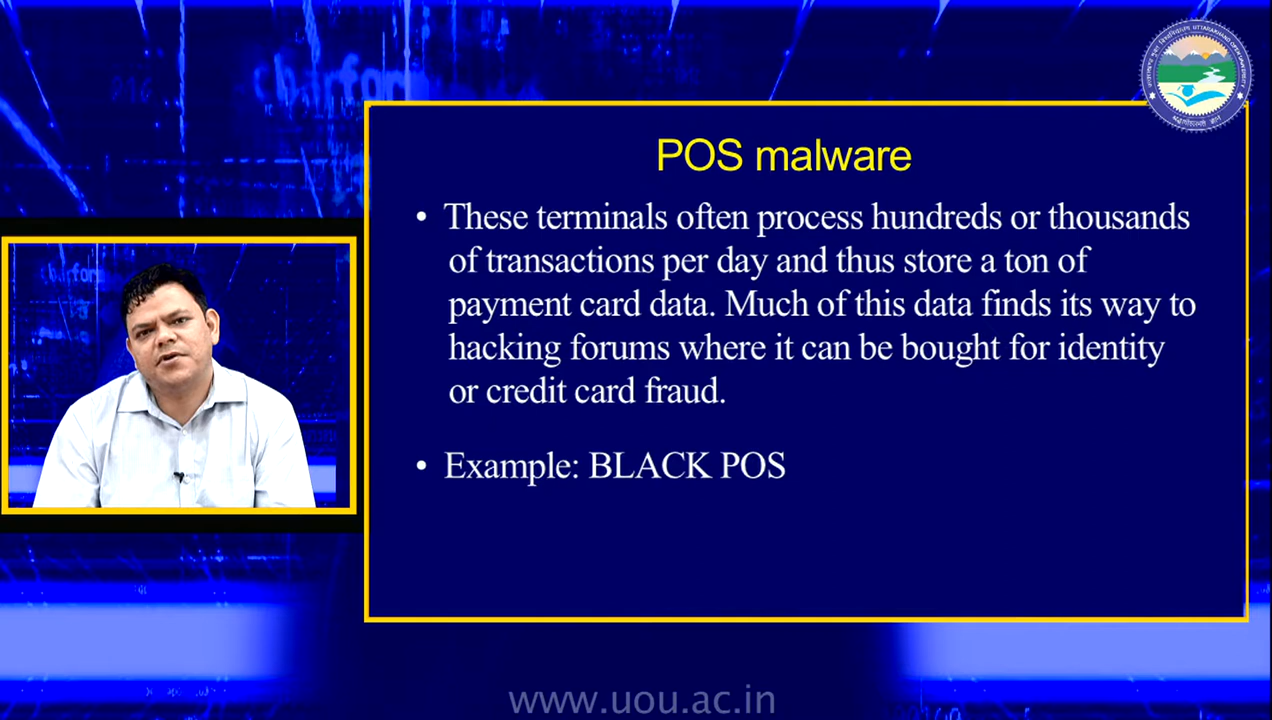 charfor
POS malware
• These terminals often process hundreds or thousands
of transactions per day and thus store a ton of
payment card data. Much of this data finds its way to
hacking forums where it can be bought for identity
or credit card fraud.
• Example: BLACK POS
charfor
www.uou.ac.in